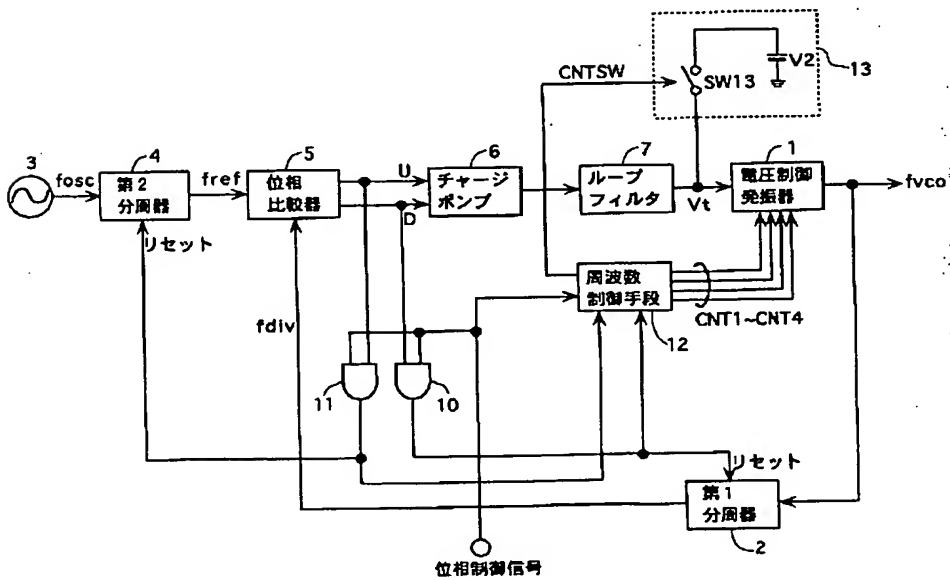 CNTSW
SW13
V2
13
3
fosc
4
第2
分周器
fref
5
位相
比較器
U
D
6
チャージ
ポンプ
7
ループ
フィルタ
Vt
1
電圧制御
発振器
fvco
リセット
fdiv
周波数
制御手段
12
CNT1~CNT4
11
10
リセット
第1
分周器
2
位相制御信号